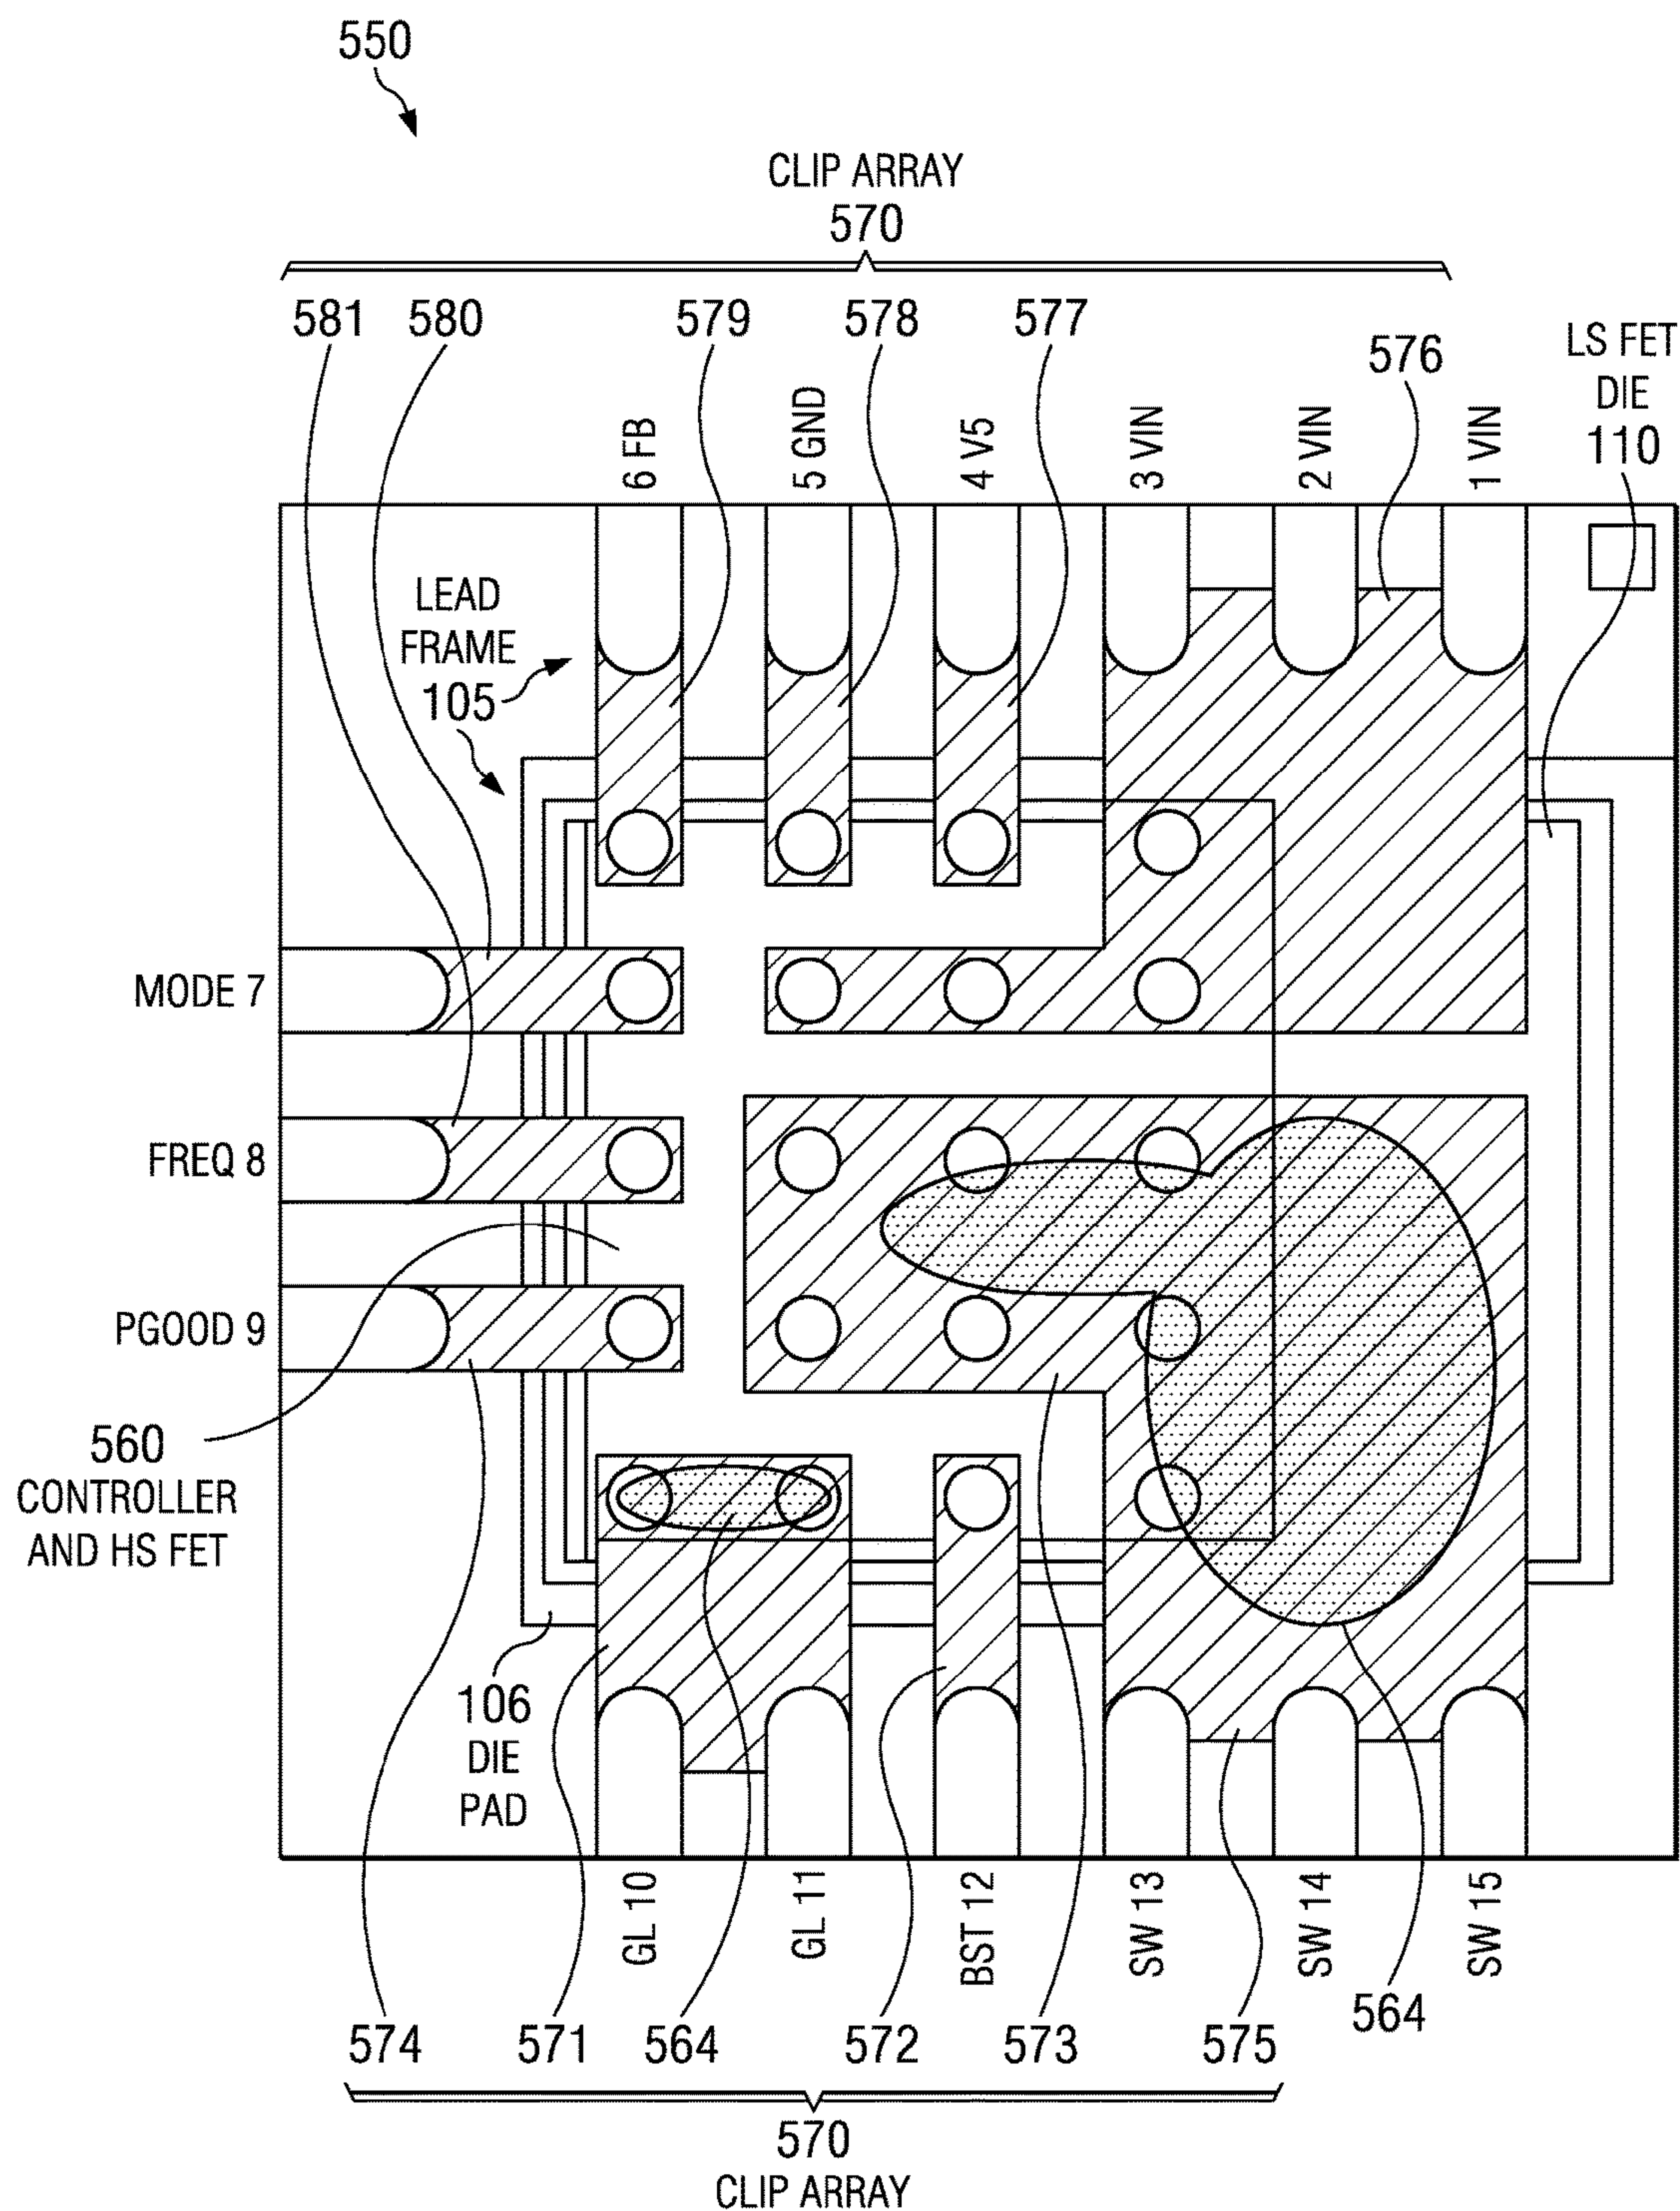 550
CLIP ARRAY
570
581
580
579
578
577
576
LS FET
DIE
110
6 FB
5 GND
4 V5
3 VIN
2 VIN
1 VIN
LEAD
FRAME
105
MODE 7
FREQ 8
PGOOD 9
560
CONTROLLER
AND HS FET
106
DIE
PAD
GL 10
GL 11
BST 12
SW 13
SW 14
SW 15
574
571
564
572
573
575
564
570
CLIP ARRAY